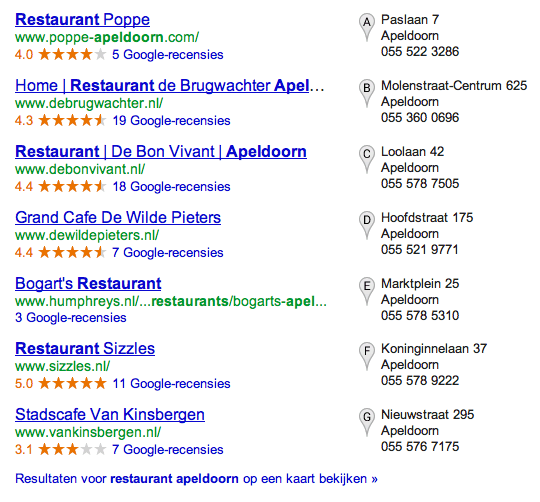 Restaurant Poppe
www.poppe-apeldoorn.com/
4.0 5 Google-recensies
A Paslaan 7
Apeldoorn
055 522 3286
Home | Restaurant de Brugwachter Apel...
www.debrugwachter.nl/
4.3 19 Google-recensies
B Molenstraat-Centrum 625
Apeldoorn
055 360 0696
Restaurant | De Bon Vivant | Apeldoorn
www.debonvivant.nl/
4.4 18 Google-recensies
C Loolaan 42
Apeldoorn
055 578 7505
Grand Cafe De Wilde Pieters
www.dewildepieters.nl/
4.4 7 Google-recensies
D Hoofdstraat 175
Apeldoorn
055 521 9771
Bogart's Restaurant
www.humphreys.nl/...restaurants/bogarts-apel...
3 Google-recensies
E Marktplein 25
Apeldoorn
055 578 5310
Restaurant Sizzles
www.sizzles.nl/
5.0 11 Google-recensies
F Koninginnelaan 37
Apeldoorn
055 578 9222
Stadscafe Van Kinsbergen
www.vankinsbergen.nl/
3.1 7 Google-recensies
G Nieuwstraat 295
Apeldoorn
055 576 7175
Resultaten voor restaurant apeldoorn op een kaart bekijken »